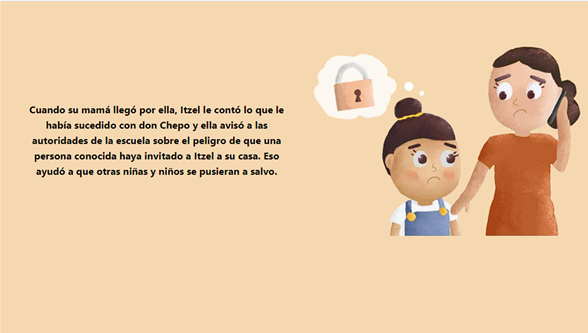 Cuando su mamá llegó por ella, Itzel le contó lo que le
había sucedido con don Chepo y ella avisó a las
autoridades de la escuela sobre el peligro de que una
persona conocida haya invitado a Itzel a su casa. Eso
ayudó a que otras niñas y niños se pusieran a salvo.